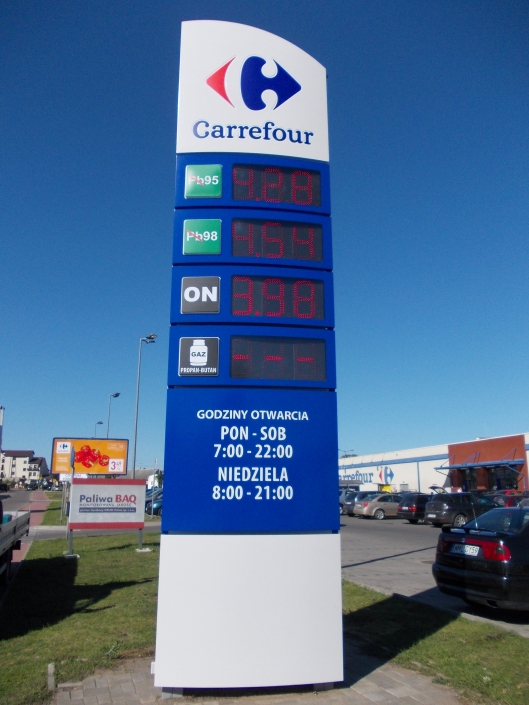 Carrefour
Pb95 4.28
Pb98 4.54
ON 3.98
GAZ
PROPAN-BUTAN
- - -
GODZINY OTWARCIA
PON - SOB
7:00 - 22:00
NIEDZIELA
8:00 - 21:00
Paliwa BAQ
Carrefour